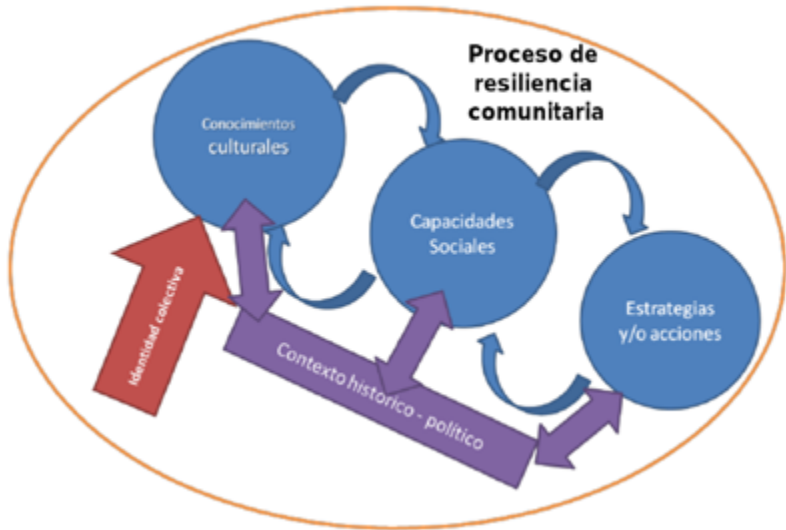 Proceso de
resiliencia
comunitaria
Conocimientos
culturales
Capacidades
Sociales
Estrategias
y/o acciones
Identidad colectiva
Contexto historico - político